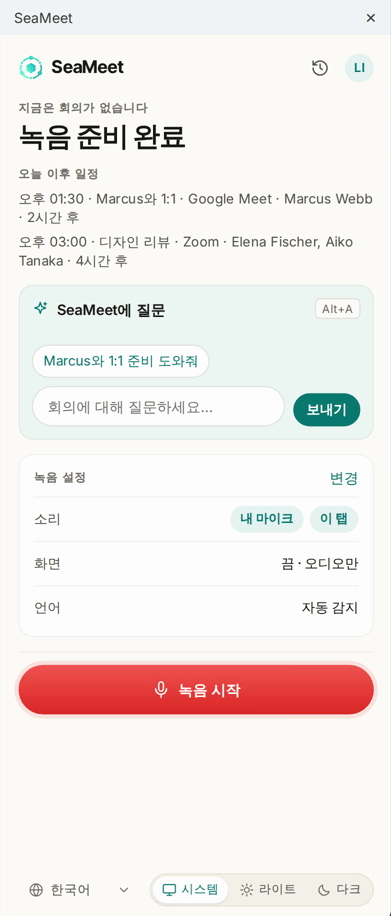 SeaMeet
SeaMeet
LI
지금은 회의가 없습니다
녹음 준비 완료
오늘 이후 일정
오후 01:30 · Marcus와 1:1 · Google Meet · Marcus Webb
· 2시간 후
오후 03:00 · 디자인 리뷰 · Zoom · Elena Fischer, Aiko
Tanaka · 4시간 후
SeaMeet에 질문
Alt+A
Marcus와 1:1 준비 도와줘
회의에 대해 질문하세요...
보내기
녹음 설정
변경
소리
내 마이크
이 탭
화면
끔 · 오디오만
언어
자동 감지
녹음 시작
한국어
시스템
라이트
다크